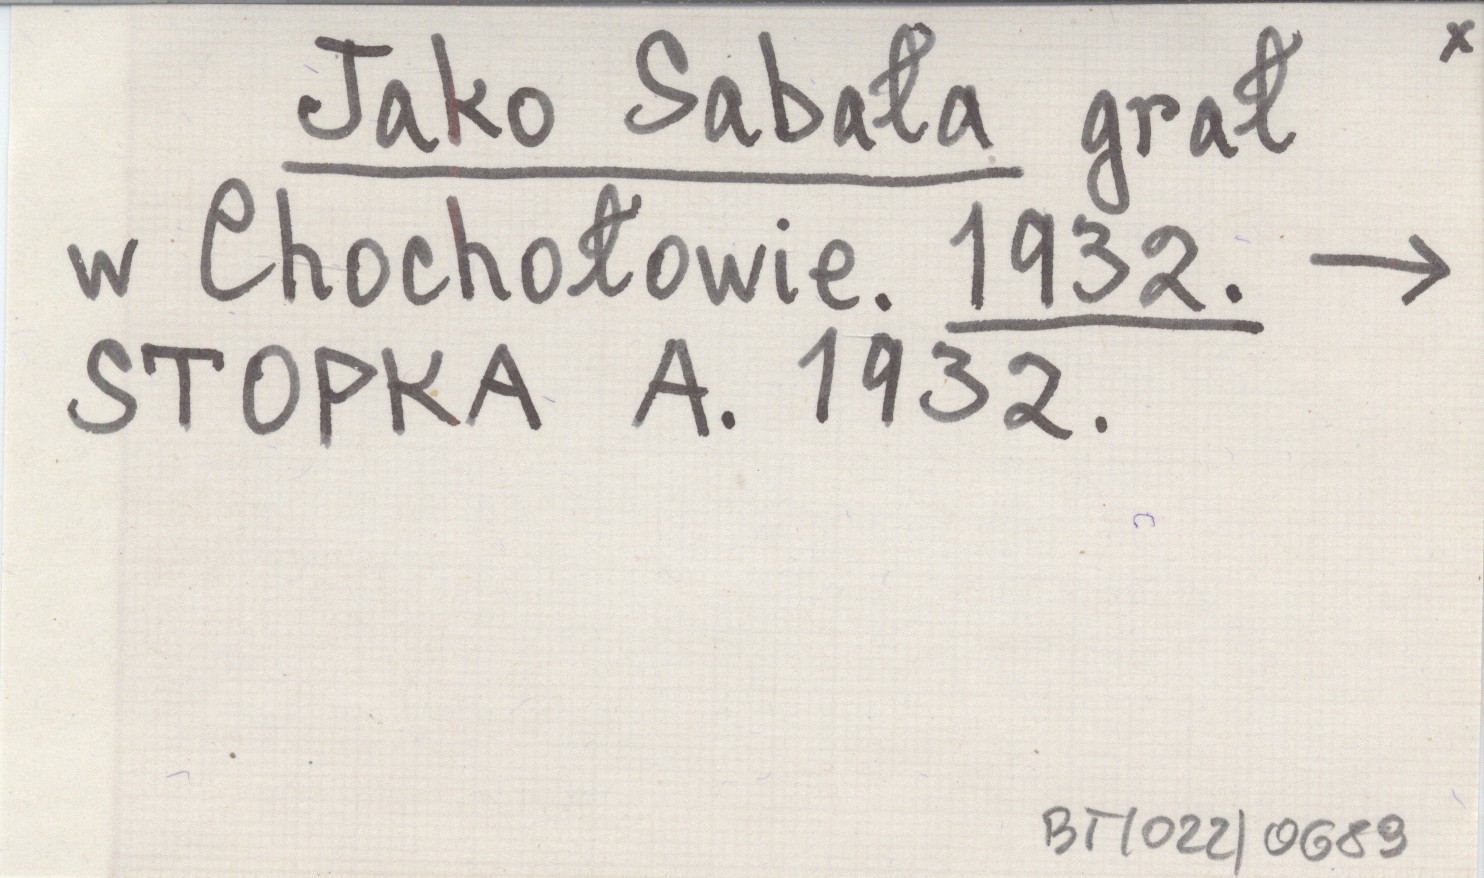 x
Jako Sabała grał
w Chochołowie. 1932. →
STOPKA A. 1932.
BT/022/0689